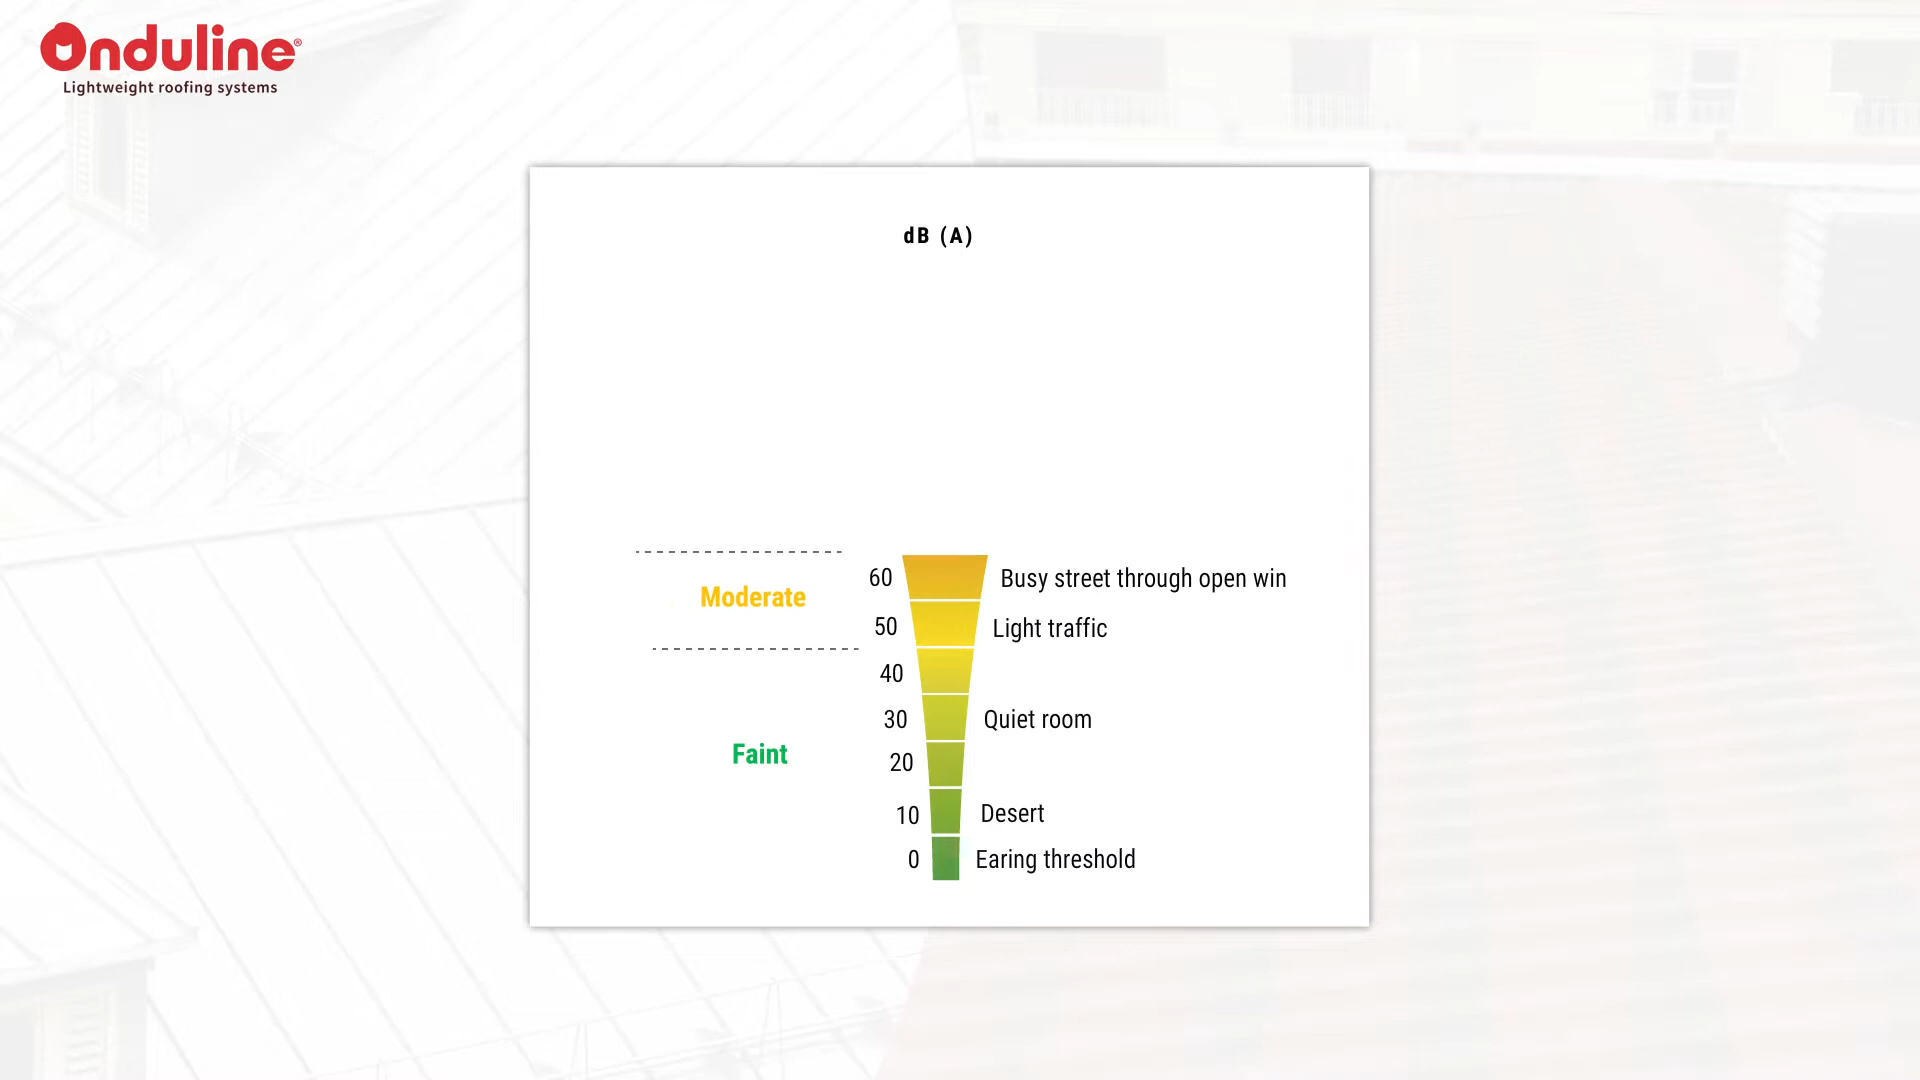 Onduline®
Lightweight roofing systems
dB (A)
60 Busy street through open win
Moderate
50 Light traffic
40
30 Quiet room
Faint
20
10 Desert
0 Earing threshold